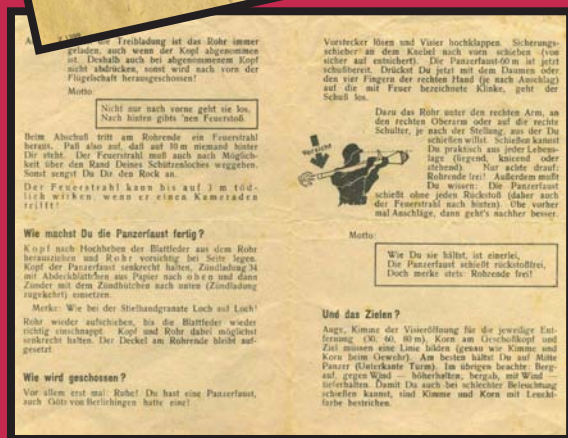 die Treibladung ist das Rohr immer
geladen, auch wenn der Kopf abgenommen
ist. Deshalb auch bei abgenommenem Kopf
nicht abdrücken, sonst wird nach vorn der
Flügelschaft herausgeschossen!
Motto:
Nicht nur nach vorne geht sie los,
Nach hinten gibts 'nen Feuerstoß.
Beim Abschuß tritt am Rohrende ein Feuerstrahl
heraus. Paß also auf, daß auf 10 m niemand hinter
Dir steht. Der Feuerstrahl muß auch nach Möglich-
keit über den Rand Deines Schützenloches weggehen.
Sonst sengst Du Dir den Rock an.
Der Feuerstrahl kann bis auf 3 m töd-
lich wirken, wenn er einen Kameraden
trifft!
Wie machst Du die Panzerfaust fertig?
Kopf nach Hochheben der Blattfeder aus dem Rohr
herausziehen und Rohr vorsichtig bei Seite legen.
Kopf der Panzerfaust senkrecht halten, Zündladung 34
mit Abdeckblättchen aus Papier nach oben und dann
Zünder mit dem Zündhütchen nach unten (Zündladung
zugekehrt) einsetzen.
Merke: Wie bei der Stielhandgranate Loch auf Loch!
Rohr wieder aufschieben, bis die Blattfeder wieder
richtig einschnappt. Kopf und Rohr dabei möglichst
senkrecht halten. Der Deckel am Rohrende bleibt auf-
gesetzt.
Wie wird geschossen?
Vor allem erst mal: Ruhe! Du hast eine Panzerfaust,
auch Götz von Berlichingen hatte eine!
Vorstecker lösen und Visier hochklappen. Sicherungs-
schieber an dem Knebel nach vorn schieben (von
sicher auf entsichert). Die Panzerfaust-60 m ist jetzt
schußbereit. Drückst Du jetzt mit dem Daumen oder
den vier Fingern der rechten Hand (je nach Anschlag)
auf die mit Feuer bezeichnete Klinke, geht der
Schuß los.
Vorsicht
Dazu das Rohr unter den rechten Arm, an
den rechten Oberarm oder auf die rechte
Schulter, je nach der Stellung, aus der Du
schießen willst. Schießen kannst
Du praktisch aus jeder Lebens-
lage (liegend, kniend oder
stehend). Nur achte drauf:
Rohrende frei! Außerdem mußt
Du wissen: Die Panzerfaust
schießt ohne jeden Rückstoß (daher auch
der Feuerstrahl nach hinten). Übe vorher
mal Anschläge, dann geht's nachher besser.
Motto:
Wie Du sie hältst, ist einerlei,
Die Panzerfaust schießt rückstoßfrei,
Doch merke stets: Rohrende frei!
Und das Zielen?
Auge, Kimme der Visieröffnung für die jeweilige Ent-
fernung (30, 60, 80 m), Korn am Geschoßkopf und
Ziel müssen eine Linie bilden (genau wie Kimme und
Korn beim Gewehr). Am besten hältst Du auf Mitte
Panzer (Unterkante Turm). Im übrigen beachte: Berg-
auf, gegen Wind — höherhalten, bergab, mit Wind —
tieferhalten. Damit Du auch bei schlechter Beleuchtung
schießen kannst, sind Kimme und Korn mit Leucht-
farbe bestrichen.